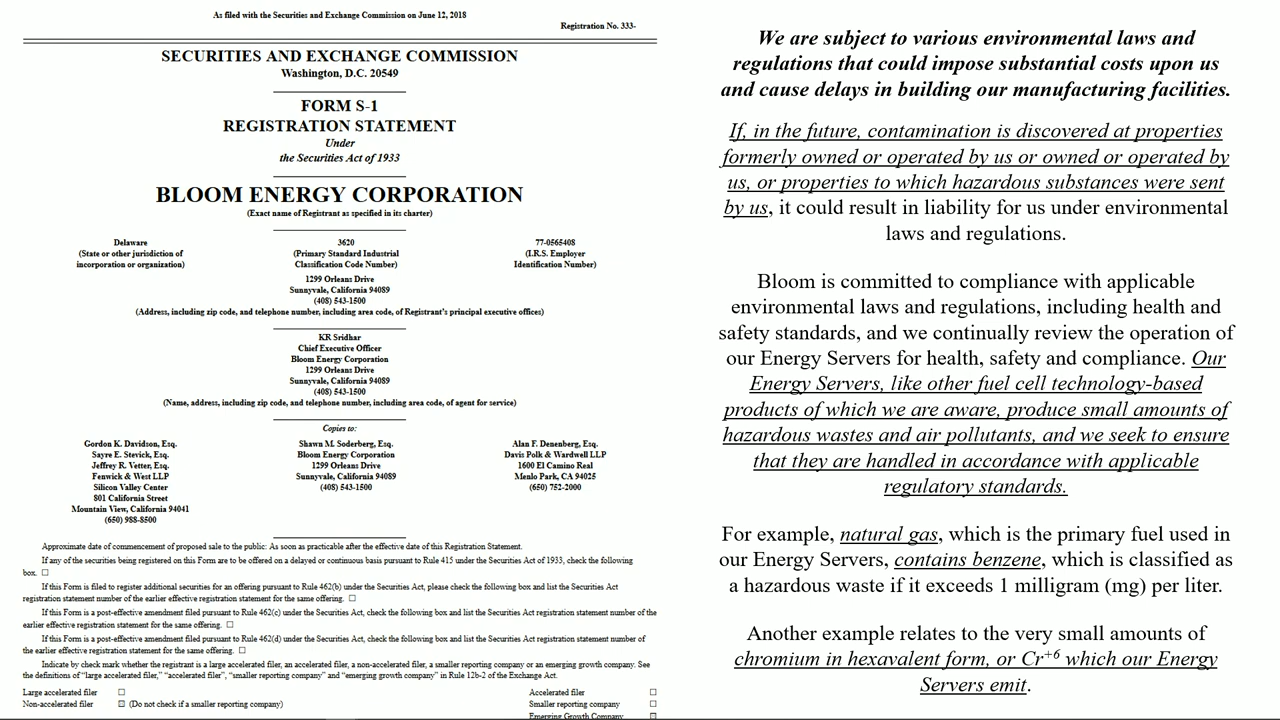 As filed with the Securities and Exchange Commission on June 12, 2018
Registration No. 333-
SECURITIES AND EXCHANGE COMMISSION
Washington, D.C. 20549
FORM S-1
REGISTRATION STATEMENT
Under
the Securities Act of 1933
BLOOM ENERGY CORPORATION
(Exact name of Registrant as specified in its charter)
Delaware
(State or other jurisdiction of
incorporation or organization)
3620
(Primary Standard Industrial
Classification Code Number)
77-0565408
(I.R.S. Employer
Identification Number)
1299 Orleans Drive
Sunnyvale, California 94089
(408) 543-1500
(Address, including zip code, and telephone number, including area code, of Registrant's principal executive offices)
KR Sridhar
Chief Executive Officer
Bloom Energy Corporation
1299 Orleans Drive
Sunnyvale, California 94089
(408) 543-1500
(Name, address, including zip code, and telephone number, including area code, of agent for service)
Copies to:
Gordon K. Davidson, Esq.
Sayre E. Stevick, Esq.
Jeffrey R. Vetter, Esq.
Fenwick & West LLP
Silicon Valley Center
801 California Street
Mountain View, California 94041
(650) 988-8500
Shawn M. Soderberg, Esq.
Bloom Energy Corporation
1299 Orleans Drive
Sunnyvale, California 94089
(408) 543-1500
Alan F. Denenberg, Esq.
Davis Polk & Wardwell LLP
1600 El Camino Real
Menlo Park, CA 94025
(650) 752-2000
Approximate date of commencement of proposed sale to the public: As soon as practicable after the effective date of this Registration Statement.
If any of the securities being registered on this Form are to be offered on a delayed or continuous basis pursuant to Rule 415 under the Securities Act of 1933, check the following
box. ☐
If this Form is filed to register additional securities for an offering pursuant to Rule 462(b) under the Securities Act, please check the following box and list the Securities Act
registration statement number of the earlier effective registration statement for the same offering. ☐
If this Form is a post-effective amendment filed pursuant to Rule 462(c) under the Securities Act, check the following box and list the Securities Act registration statement number of the
earlier effective registration statement for the same offering. ☐
If this Form is a post-effective amendment filed pursuant to Rule 462(d) under the Securities Act, check the following box and list the Securities Act registration statement number of
the earlier effective registration statement for the same offering. ☐
Indicate by check mark whether the registrant is a large accelerated filer, an accelerated filer, a non-accelerated filer, a smaller reporting company or an emerging growth company. See
the definitions of "large accelerated filer," "accelerated filer", "smaller reporting company" and "emerging growth company" in Rule 12b-2 of the Exchange Act.
Large accelerated filer ☐ Accelerated filer ☐
Non-accelerated filer ☒ (Do not check if a smaller reporting company) Smaller reporting company ☐
Emerging Growth Company ☒
We are subject to various environmental laws and
regulations that could impose substantial costs upon us
and cause delays in building our manufacturing facilities.
If, in the future, contamination is discovered at properties
formerly owned or operated by us or owned or operated by
us, or properties to which hazardous substances were sent
by us, it could result in liability for us under environmental
laws and regulations.
Bloom is committed to compliance with applicable
environmental laws and regulations, including health and
safety standards, and we continually review the operation of
our Energy Servers for health, safety and compliance. Our
Energy Servers, like other fuel cell technology-based
products of which we are aware, produce small amounts of
hazardous wastes and air pollutants, and we seek to ensure
that they are handled in accordance with applicable
regulatory standards.
For example, natural gas, which is the primary fuel used in
our Energy Servers, contains benzene, which is classified as
a hazardous waste if it exceeds 1 milligram (mg) per liter.
Another example relates to the very small amounts of
chromium in hexavalent form, or Cr+6 which our Energy
Servers emit.